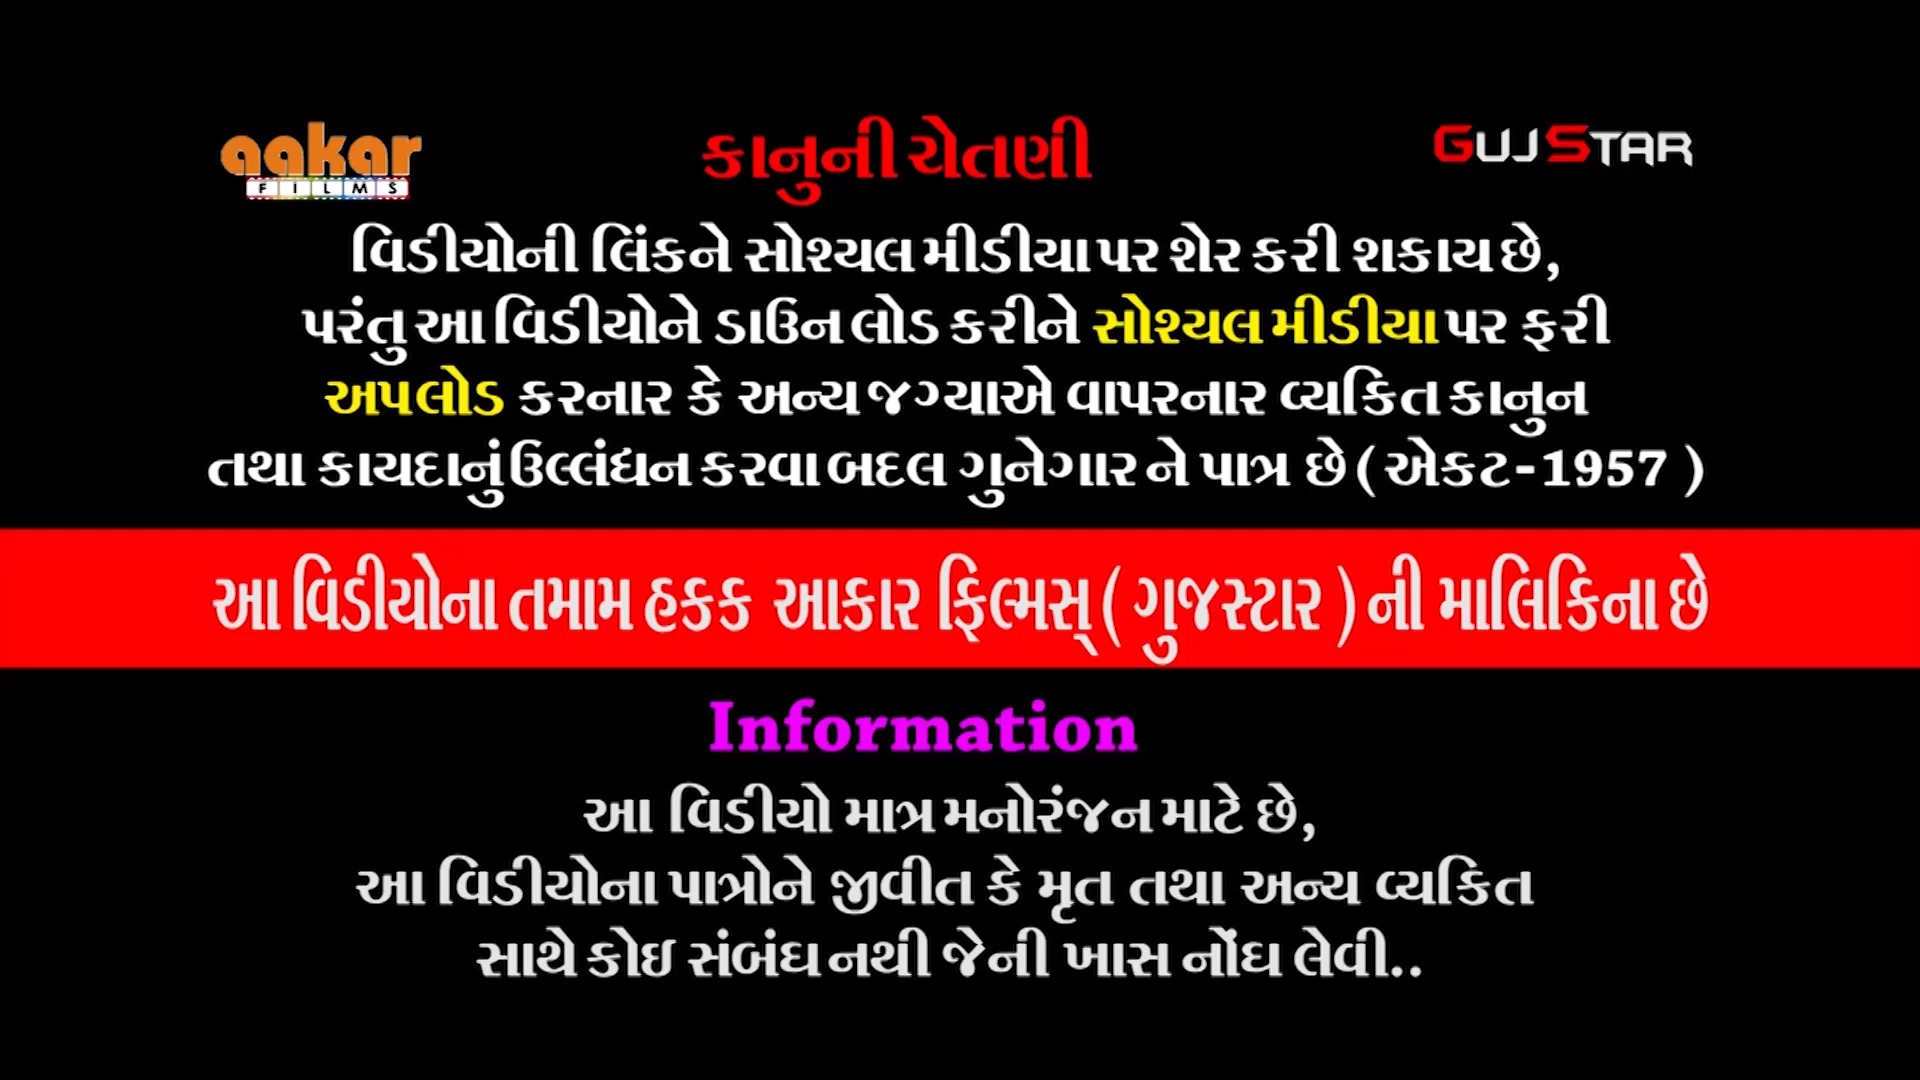 aakar
FILMS
કાનુની ચેતણી
GUJSTAR
વિડીયોની લિંકને સોશ્યલ મીડીયા પર શેર કરી શકાય છે,
પરંતુ આ વિડીયોને ડાઉન લોડ કરીને સોશ્યલ મીડીયા પર ફરી
અપલોડ કરનાર કે અન્ય જગ્યાએ વાપરનાર વ્યકિત કાનુન
તથા કાયદાનું ઉલ્લંઘન કરવા બદલ ગુનેગાર ને પાત્ર છે ( એકટ-1957 )
આ વિડીયોના તમામ હકક આકાર ફિલ્મસ્ ( ગુજસ્ટાર ) ની માલિકિના છે
Information
આ વિડીયો માત્ર મનોરંજન માટે છે,
આ વિડીયોના પાત્રોને જીવીત કે મૃત તથા અન્ય વ્યકિત
સાથે કોઇ સંબંઘ નથી જેની ખાસ નોંઘ લેવી..